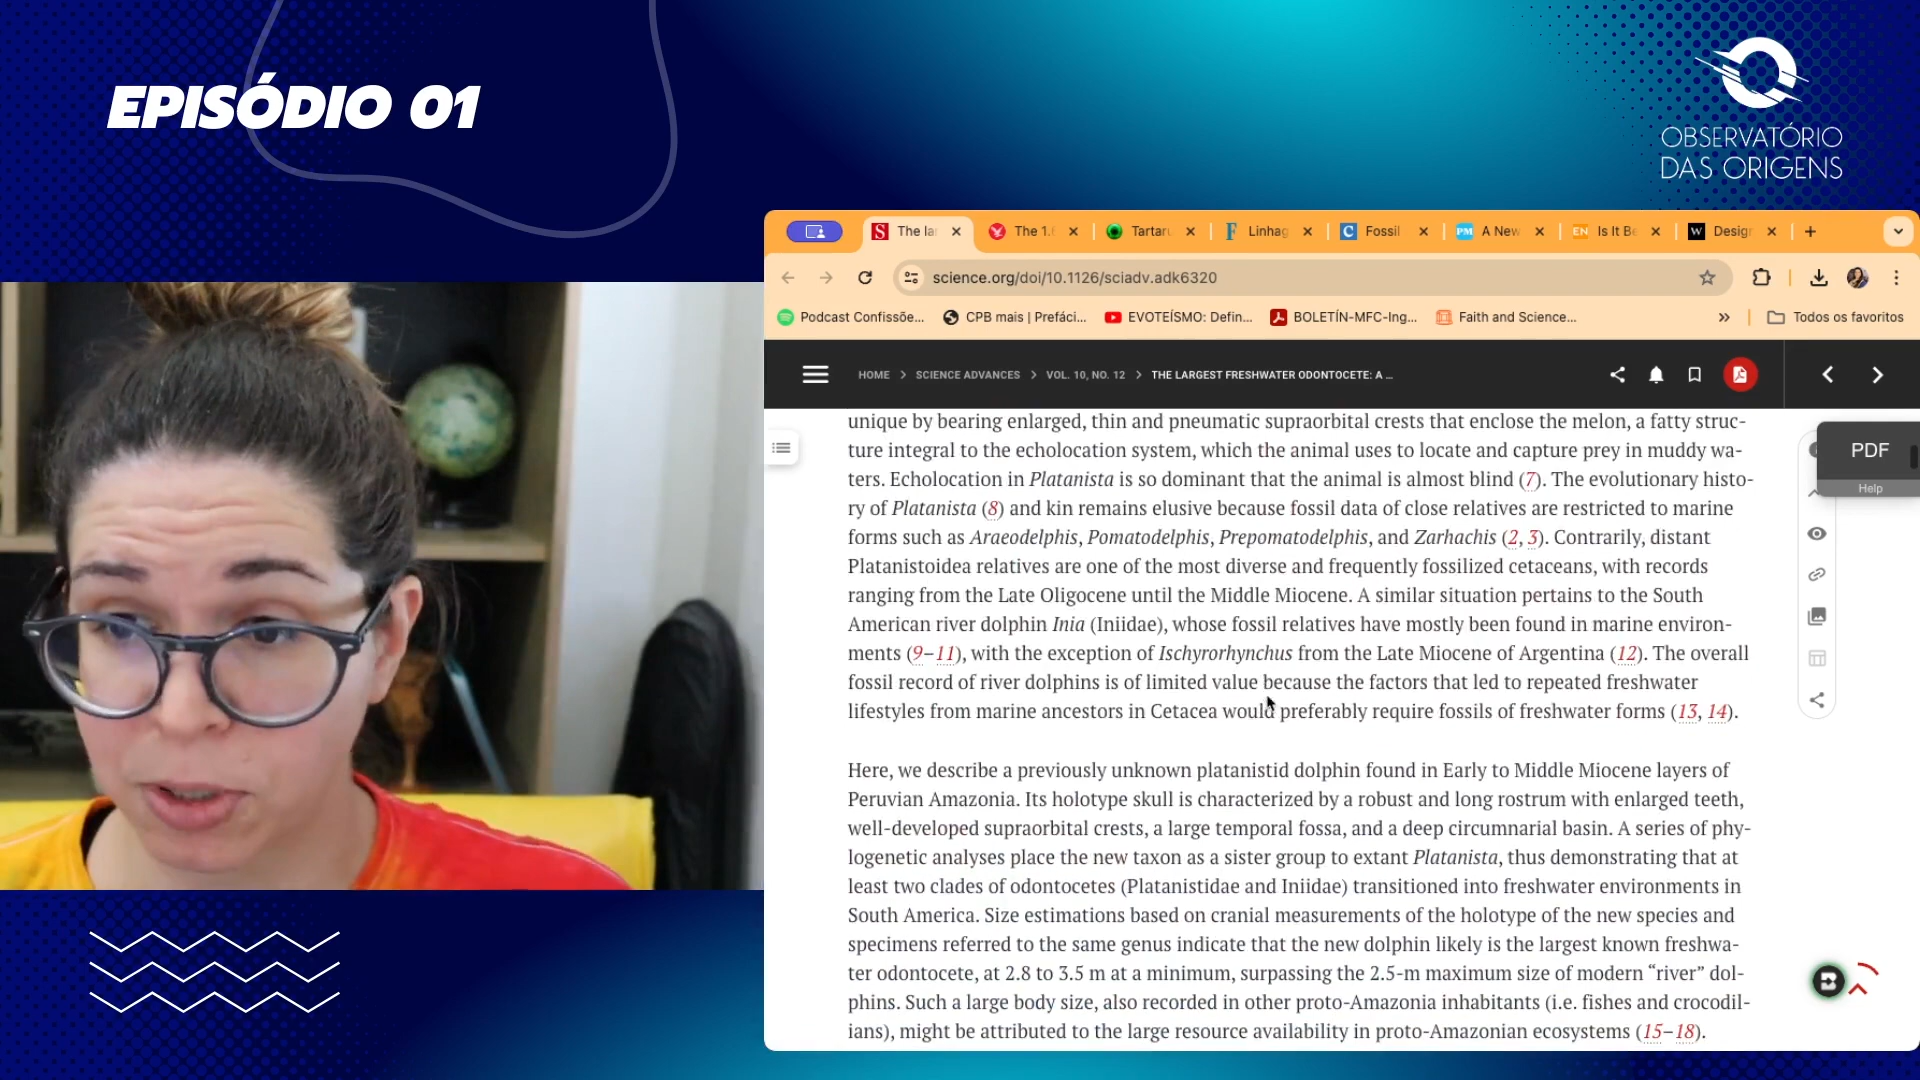 EPISÓDIO 01
OBSERVATÓRIO
DAS ORIGENS
The la
The 1.
Tartar
Linhag
Fossil
A New
Is It Be
Design
science.org/doi/10.1126/sciadv.adk6320
Podcast Confissõe...
CPB mais | Prefáci...
EVOTEÍSMO: Defin...
BOLETÍN-MFC-Ing...
Faith and Science...
Todos os favoritos
HOME > SCIENCE ADVANCES > VOL. 10, NO. 12 > THE LARGEST FRESHWATER ODONTOCETE: A ...
PDF
Help
unique by bearing enlarged, thin and pneumatic supraorbital crests that enclose the melon, a fatty struc-
ture integral to the echolocation system, which the animal uses to locate and capture prey in muddy wa-
ters. Echolocation in Platanista is so dominant that the animal is almost blind (7). The evolutionary histo-
ry of Platanista (8) and kin remains elusive because fossil data of close relatives are restricted to marine
forms such as Araeodelphis, Pomatodelphis, Prepomatodelphis, and Zarhachis (2, 3). Contrarily, distant
Platanistoidea relatives are one of the most diverse and frequently fossilized cetaceans, with records
ranging from the Late Oligocene until the Middle Miocene. A similar situation pertains to the South
American river dolphin Inia (Iniidae), whose fossil relatives have mostly been found in marine environ-
ments (9–11), with the exception of Ischyrorhynchus from the Late Miocene of Argentina (12). The overall
fossil record of river dolphins is of limited value because the factors that led to repeated freshwater
lifestyles from marine ancestors in Cetacea would preferably require fossils of freshwater forms (13, 14).
Here, we describe a previously unknown platanistid dolphin found in Early to Middle Miocene layers of
Peruvian Amazonia. Its holotype skull is characterized by a robust and long rostrum with enlarged teeth,
well-developed supraorbital crests, a large temporal fossa, and a deep circumnarial basin. A series of phy-
logenetic analyses place the new taxon as a sister group to extant Platanista, thus demonstrating that at
least two clades of odontocetes (Platanistidae and Iniidae) transitioned into freshwater environments in
South America. Size estimations based on cranial measurements of the holotype of the new species and
specimens referred to the same genus indicate that the new dolphin likely is the largest known freshwa-
ter odontocete, at 2.8 to 3.5 m at a minimum, surpassing the 2.5-m maximum size of modern “river” dol-
phins. Such a large body size, also recorded in other proto-Amazonia inhabitants (i.e. fishes and crocodil-
ians), might be attributed to the large resource availability in proto-Amazonian ecosystems (15–18).